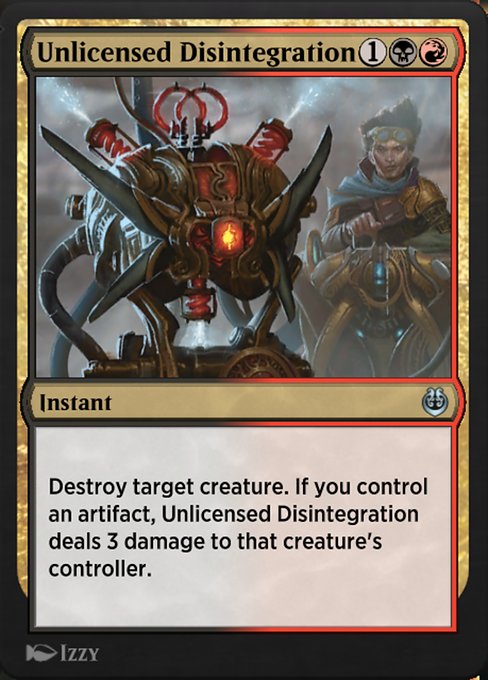 Unlicensed Disintegration 1
Instant
Destroy target creature. If you control
an artifact, Unlicensed Disintegration
deals 3 damage to that creature's
controller.
Izzy